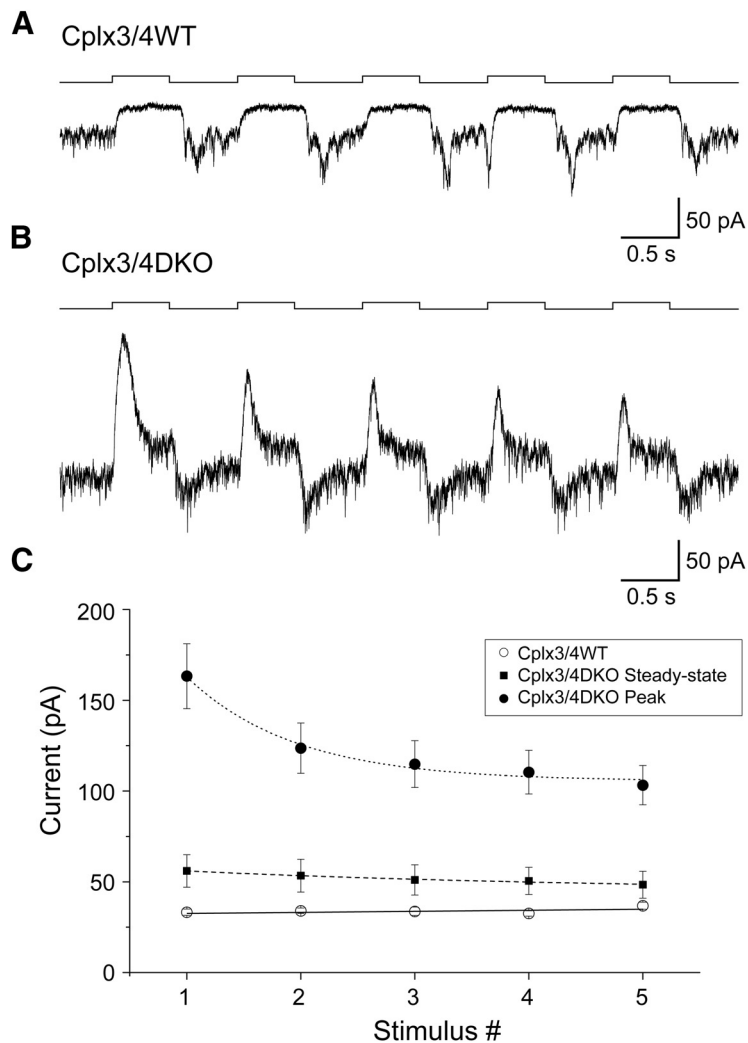 A
Cplx3/4WT
50 pA
0.5 s
B
Cplx3/4DKO
50 pA
0.5 s
C
200
150
100
50
0
Current (pA)
Cplx3/4WT
Cplx3/4DKO Steady-state
Cplx3/4DKO Peak
1 2 3 4 5
Stimulus #